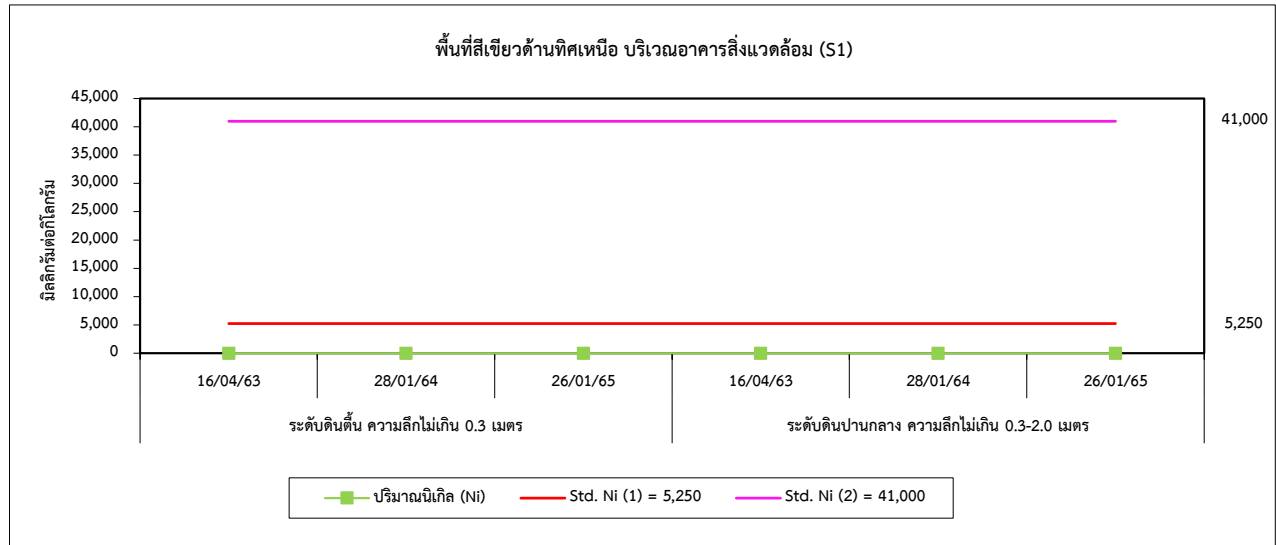 พื้นที่สีเขียวด้านทิศเหนือ บริเวณอาคารสิ่งแวดล้อม (S1)
มิลลิกรัมต่อกิโลกรัม
45,000
40,000
35,000
30,000
25,000
20,000
15,000
10,000
5,000
0
41,000
5,250
16/04/63 28/01/64 26/01/65 16/04/63 28/01/64 26/01/65
ระดับดินตื้น ความลึกไม่เกิน 0.3 เมตร ระดับดินปานกลาง ความลึกไม่เกิน 0.3-2.0 เมตร
ปริมาณนิเกิล (Ni) Std. Ni (1) = 5,250 Std. Ni (2) = 41,000